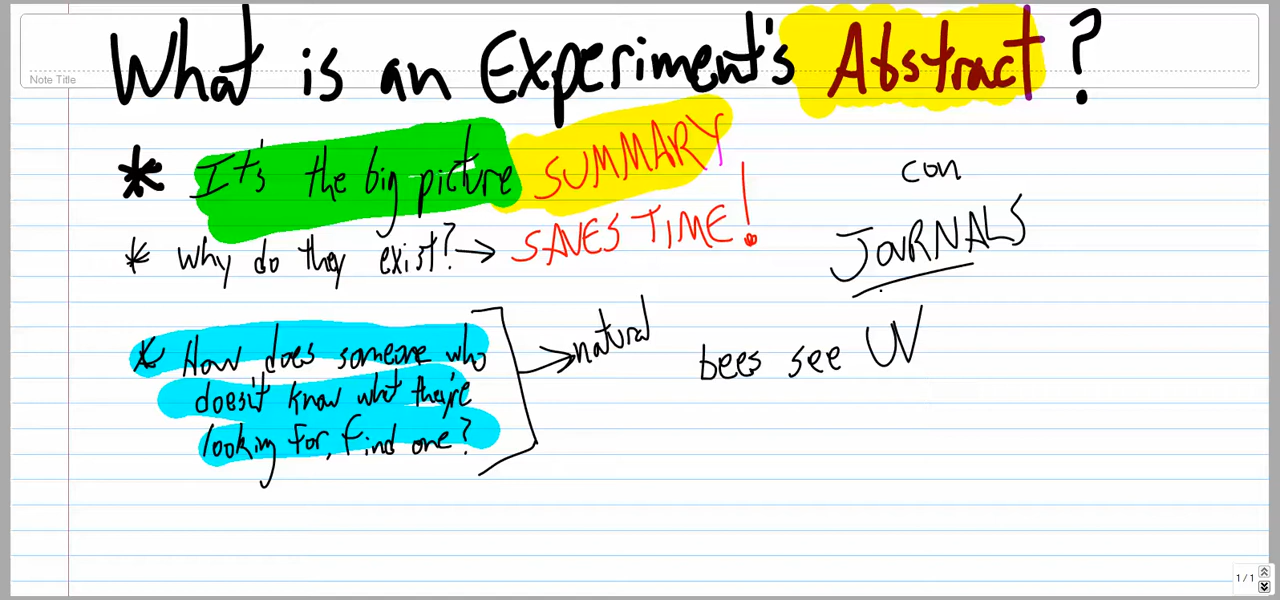 What is an Experiment's Abstract?
Note Title
* It's the big picture SUMMARY
* why do they exist? → SAVES TIME!
* How does someone who
doesn't know what they're
looking for, find one?
→ natural
con
JOURNALS
bees see UV
1/1